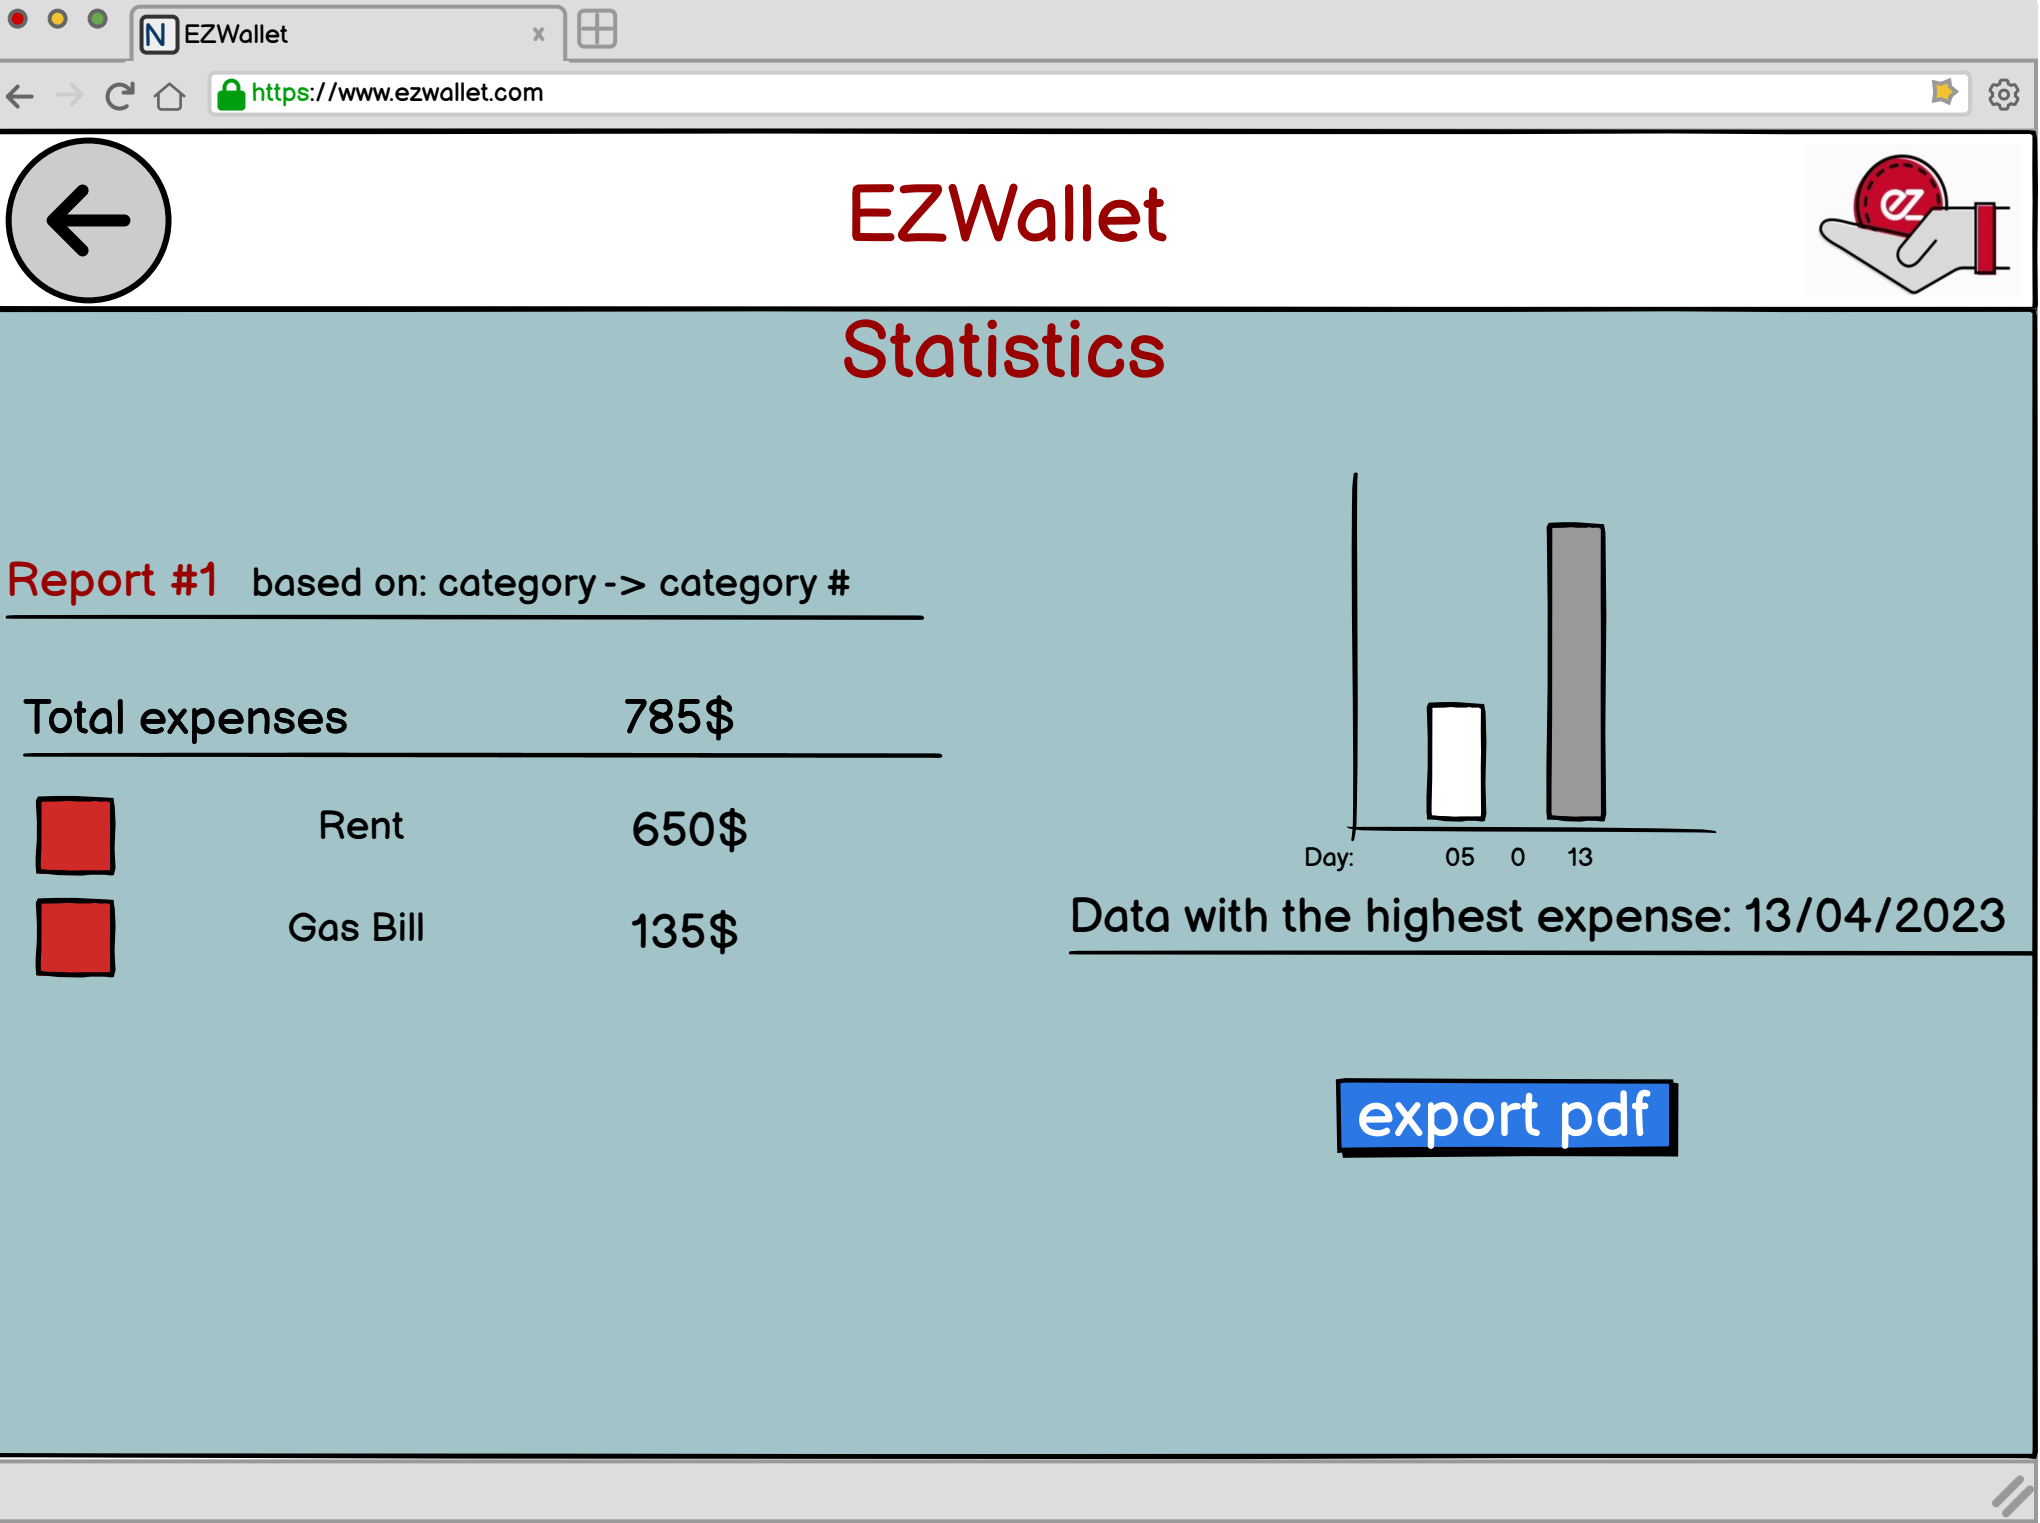 N EZWallet x
https://www.ezwallet.com
EZWallet
ez
Statistics
Report #1 based on: category -> category #
Total expenses 785$
Rent 650$
Gas Bill 135$
Day: 05 0 13
Data with the highest expense: 13/04/2023
export pdf